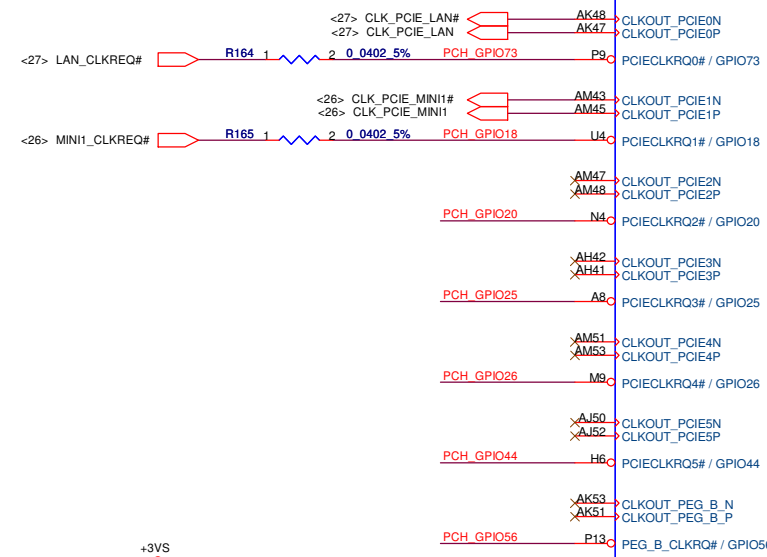 <27> CLK_PCIE_LAN# AK48 CLKOUT_PCIE0N
<27> CLK_PCIE_LAN AK47 CLKOUT_PCIE0P
<27> LAN_CLKREQ# R164 1 2 0_0402_5% PCH_GPIO73 P9 PCIECLKRQ0# / GPIO73
<26> CLK_PCIE_MINI1# AM43 CLKOUT_PCIE1N
<26> CLK_PCIE_MINI1 AM45 CLKOUT_PCIE1P
<26> MINI1_CLKREQ# R165 1 2 0_0402_5% PCH_GPIO18 U4 PCIECLKRQ1# / GPIO18
AM47 CLKOUT_PCIE2N
AM48 CLKOUT_PCIE2P
PCH_GPIO20 N4 PCIECLKRQ2# / GPIO20
AH42 CLKOUT_PCIE3N
AH41 CLKOUT_PCIE3P
PCH_GPIO25 A8 PCIECLKRQ3# / GPIO25
AM51 CLKOUT_PCIE4N
AM53 CLKOUT_PCIE4P
PCH_GPIO26 M9 PCIECLKRQ4# / GPIO26
AJ50 CLKOUT_PCIE5N
AJ52 CLKOUT_PCIE5P
PCH_GPIO44 H6 PCIECLKRQ5# / GPIO44
AK53 CLKOUT_PEG_B_N
AK51 CLKOUT_PEG_B_P
PCH_GPIO56 P13 PEG_B_CLKRQ# / GPIO56
+3VS